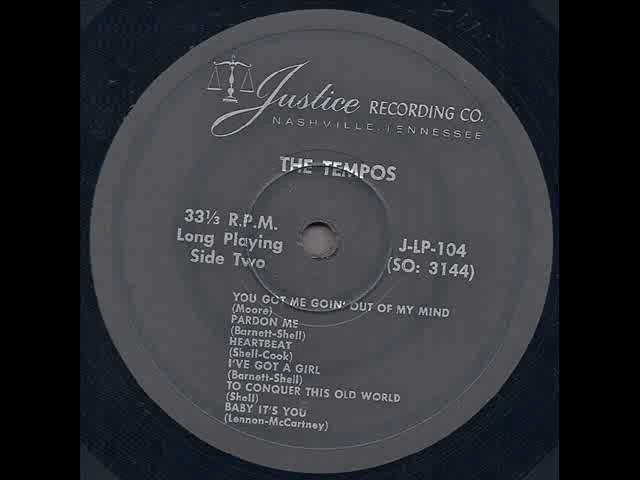 Justice RECORDING CO.
NASHVILLE, TENNESSEE
THE TEMPOS
33⅓ R.P.M.
Long Playing
Side Two
J-LP-104
(SO: 3144)
YOU GOT ME GOIN' OUT OF MY MIND
(Moore)
PARDON ME
(Barnett-Shell)
HEARTBEAT
(Shell-Cook)
I'VE GOT A GIRL
(Barnett-Shell)
TO CONQUER THIS OLD WORLD
(Shell)
BABY IT'S YOU
(Lennon-McCartney)